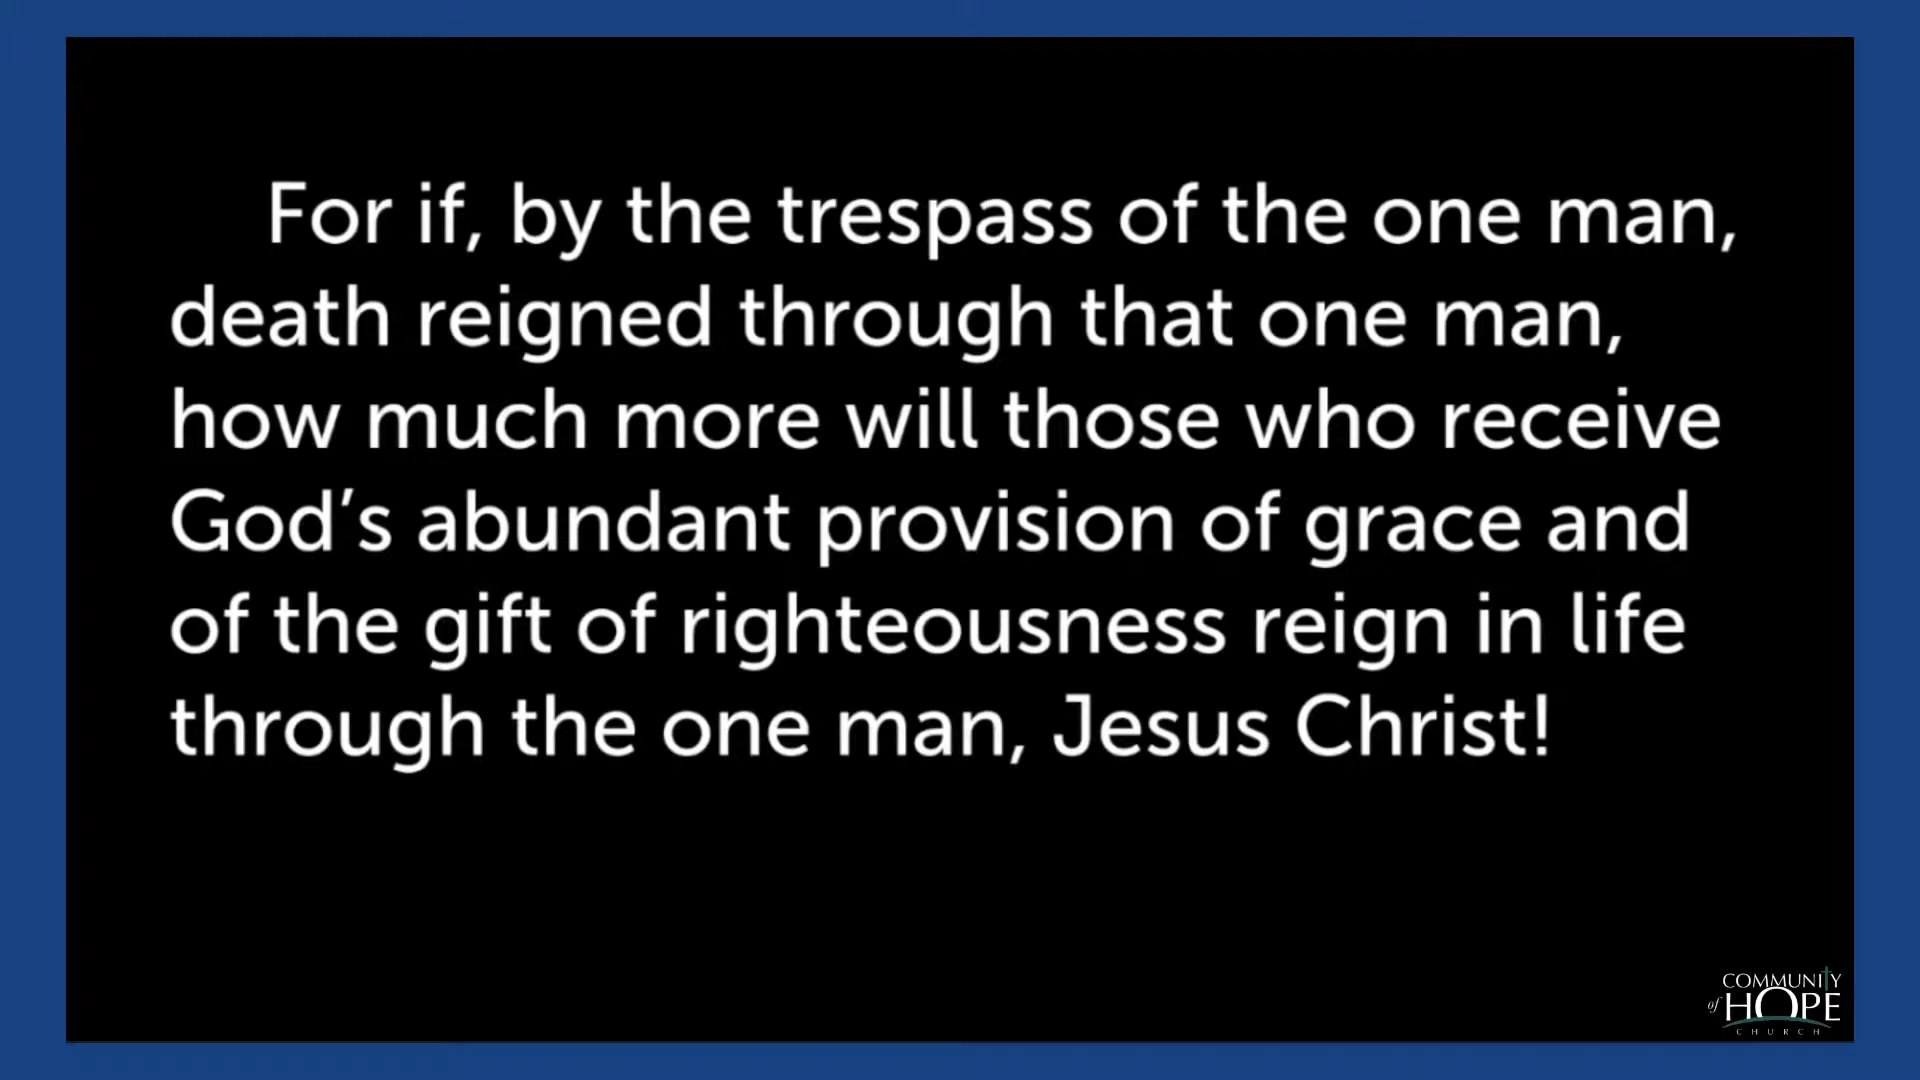 For if, by the trespass of the one man,
death reigned through that one man,
how much more will those who receive
God’s abundant provision of grace and
of the gift of righteousness reign in life
through the one man, Jesus Christ!
COMMUNITY
of HOPE
CHURCH